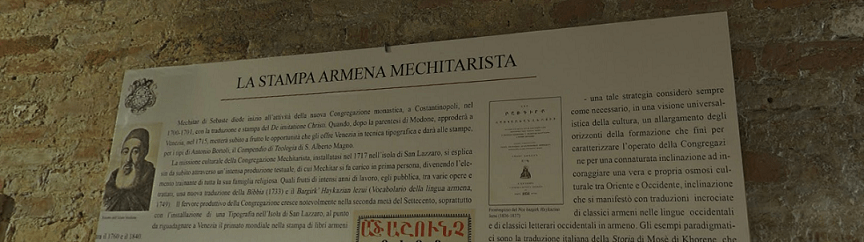 LA STAMPA ARMENA MECHITARISTA
Mechitar di Sebaste diede inizio all'attività della nuova Congregazione monastica, a Costantinopoli, nel
1700-1701, con la traduzione e stampa del De imitatione Christi. Quando, dopo la parentesi di Modone, approderà a
Venezia, nel 1715, metterà subito a frutto le opportunità che gli offre Venezia in tecnica tipografica e darà alle stampe,
per i tipi di Antonio Bortoli, il Compendio di Teologia di S. Alberto Magno.
La missione culturale della Congregazione Mechitarista, installatasi nel 1717 nell'isola di San Lazzaro, si esplica
sin da subito attraverso un'intensa produzione testuale, di cui Mechitar si fa carico in prima persona, divenendo l'ele-
mento trainante di tutta la sua famiglia religiosa. Quali frutti di intensi anni di lavoro, egli pubblica, tra varie opere e
trattati, una nuova traduzione della Bibbia (1733) e il Bargirk' Haykazian lezui (Vocabolario della lingua armena,
1749). Il fervore produttivo della Congregazione cresce notevolmente nella seconda metà del Settecento, soprattutto
con l'installazione di una Tipografia nell'Isola di San Lazzaro, al punto
da riguadagnare a Venezia il primato mondiale nella stampa di libri armeni
il 1760 e il 1840
ԱԾԱՇՈՒՆՉ
- una tale strategia considerò sempre
come necessario, in una visione universal-
istica della cultura, un allargamento degli
orizzonti della formazione che finì per
caratterizzare l'operato della Congregazi
ne per una connaturata inclinazione ad in-
coraggiare una vera e propria osmosi cul-
turale tra Oriente e Occidente, inclinazione
che si manifestò con traduzioni incrociate
di classici armeni nelle lingue occidentali
e di classici letterari occidentali in armeno. Gli esempi paradigmati-
ci sono la traduzione italiana della Storia di Mosè di Khorene, che